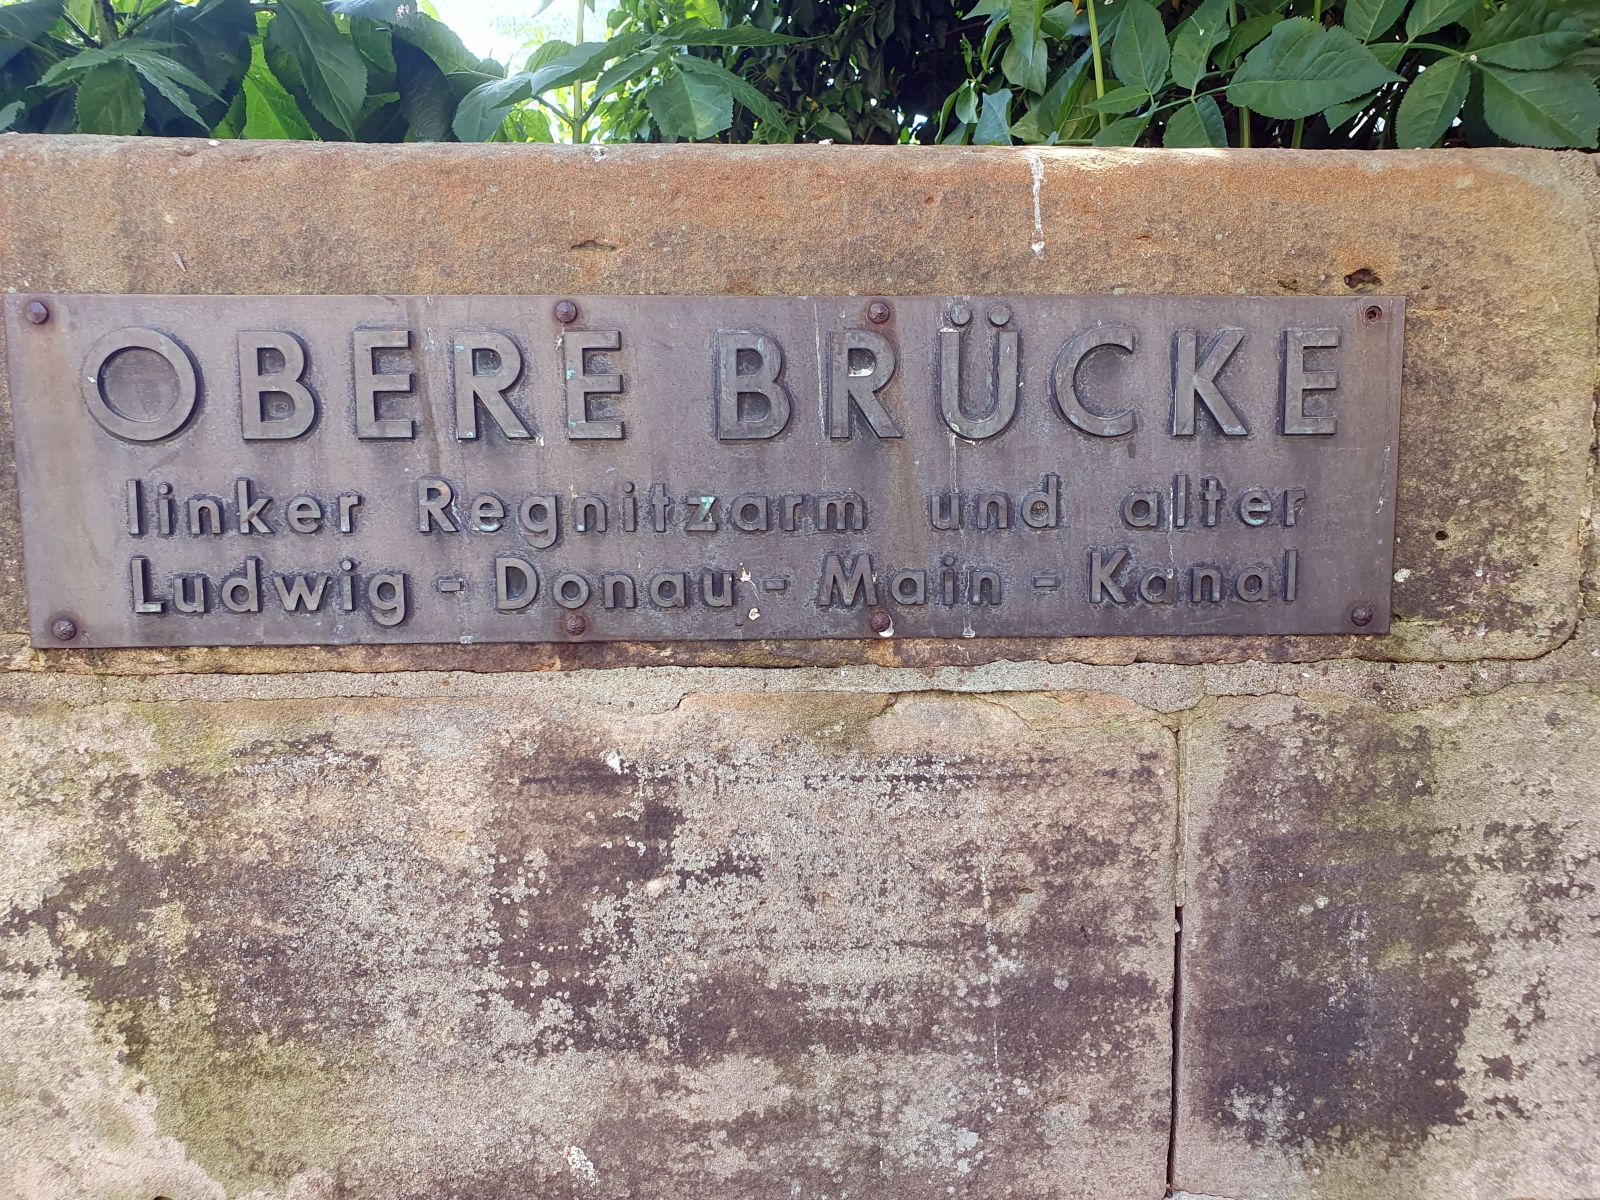 OBERE BRÜCKE
linker Regnitzarm und alter
Ludwig - Donau - Main - Kanal